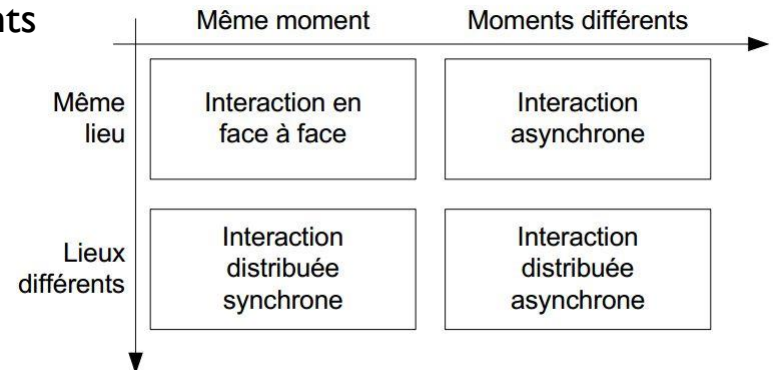 nts
Même moment
Moments différents
Même
lieu
Interaction en
face à face
Interaction
asynchrone
Lieux
différents
Interaction
distribuée
synchrone
Interaction
distribuée
asynchrone